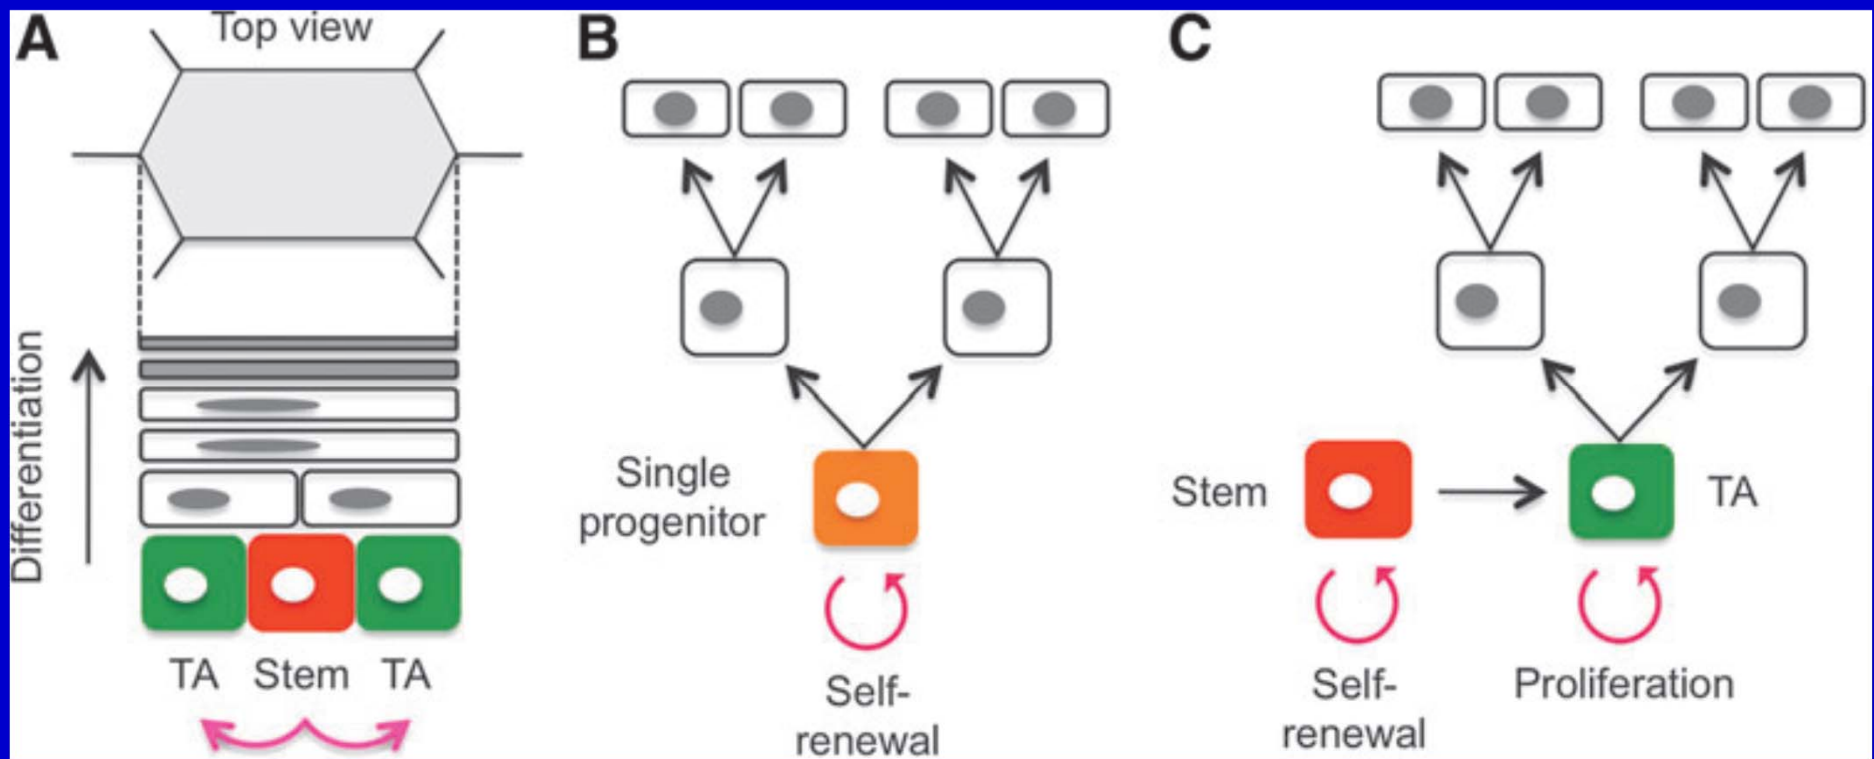 A
Top view
Differentiation
TA Stem TA
B
Single
progenitor
Self-
renewal
C
Stem
TA
Self-
renewal
Proliferation